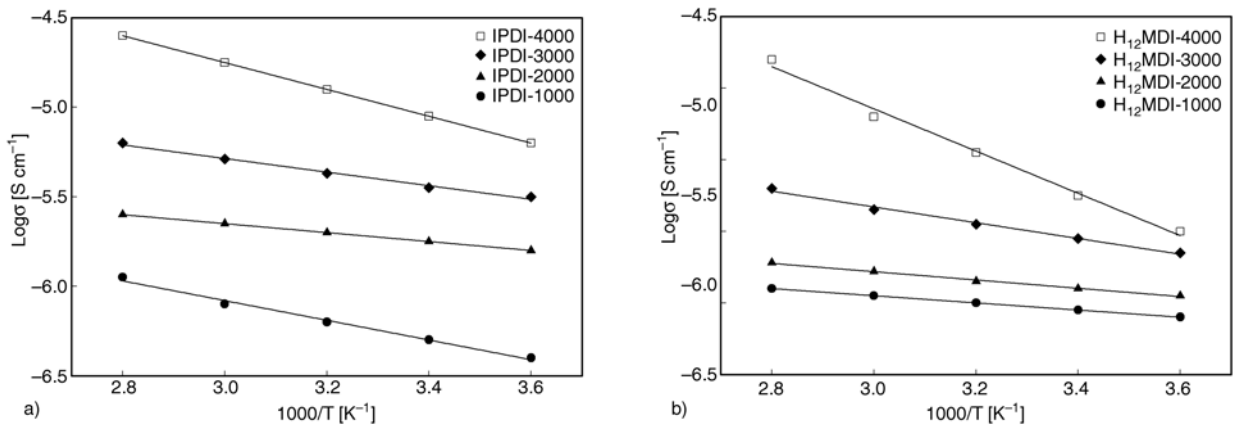 −4.5
−5.0
−5.5
−6.0
−6.5
Logσ [S cm−1]
IPDI-4000
IPDI-3000
IPDI-2000
IPDI-1000
2.8 3.0 3.2 3.4 3.6
1000/T [K−1]
a)
−4.5
−5.0
−5.5
−6.0
−6.5
Logσ [S cm−1]
H12MDI-4000
H12MDI-3000
H12MDI-2000
H12MDI-1000
2.8 3.0 3.2 3.4 3.6
1000/T [K−1]
b)